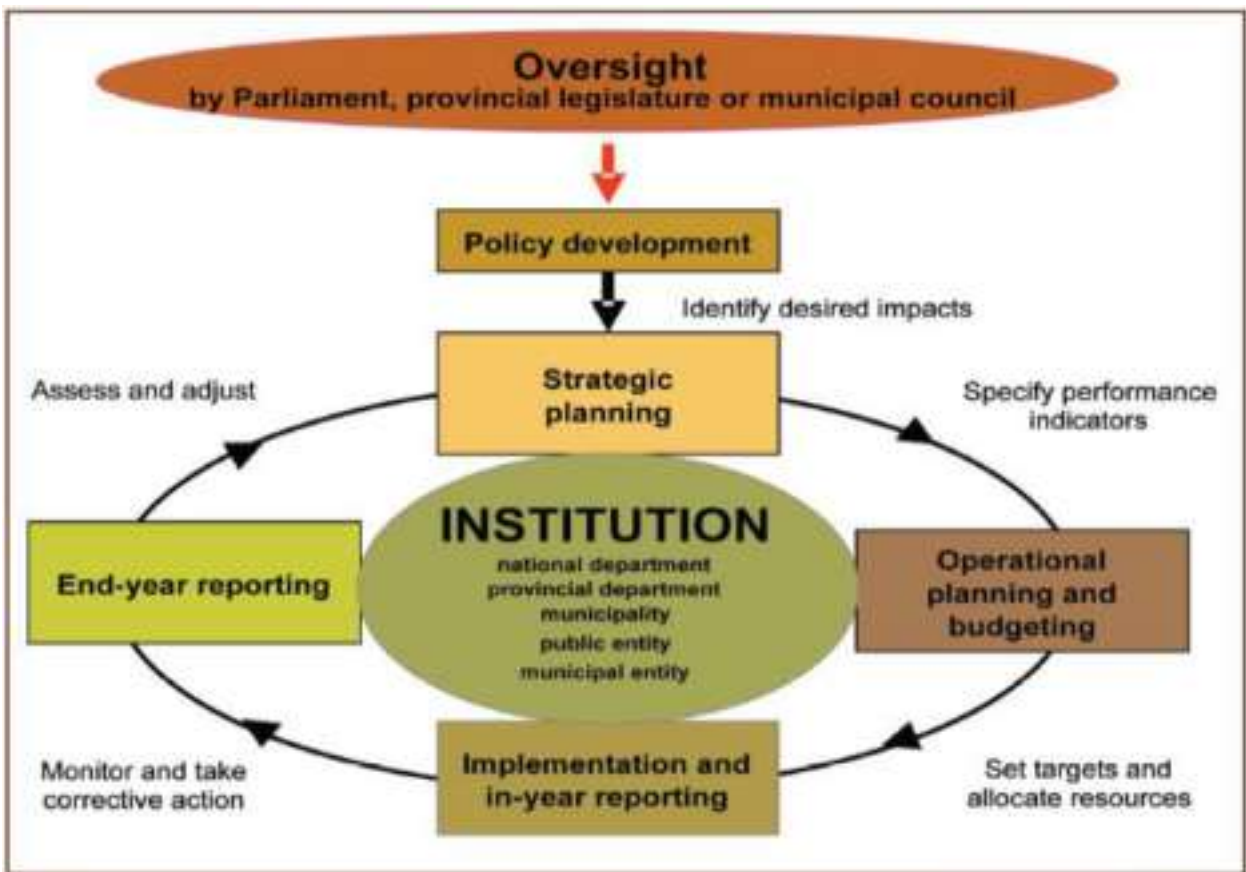 Oversight
by Parliament, provincial legislature or municipal council
Policy development
Identify desired impacts
Strategic
planning
Assess and adjust
Specify performance
indicators
INSTITUTION
national department
provincial department
municipality
public entity
municipal entity
End-year reporting
Operational
planning and
budgeting
Implementation and
in-year reporting
Monitor and take
corrective action
Set targets and
allocate resources